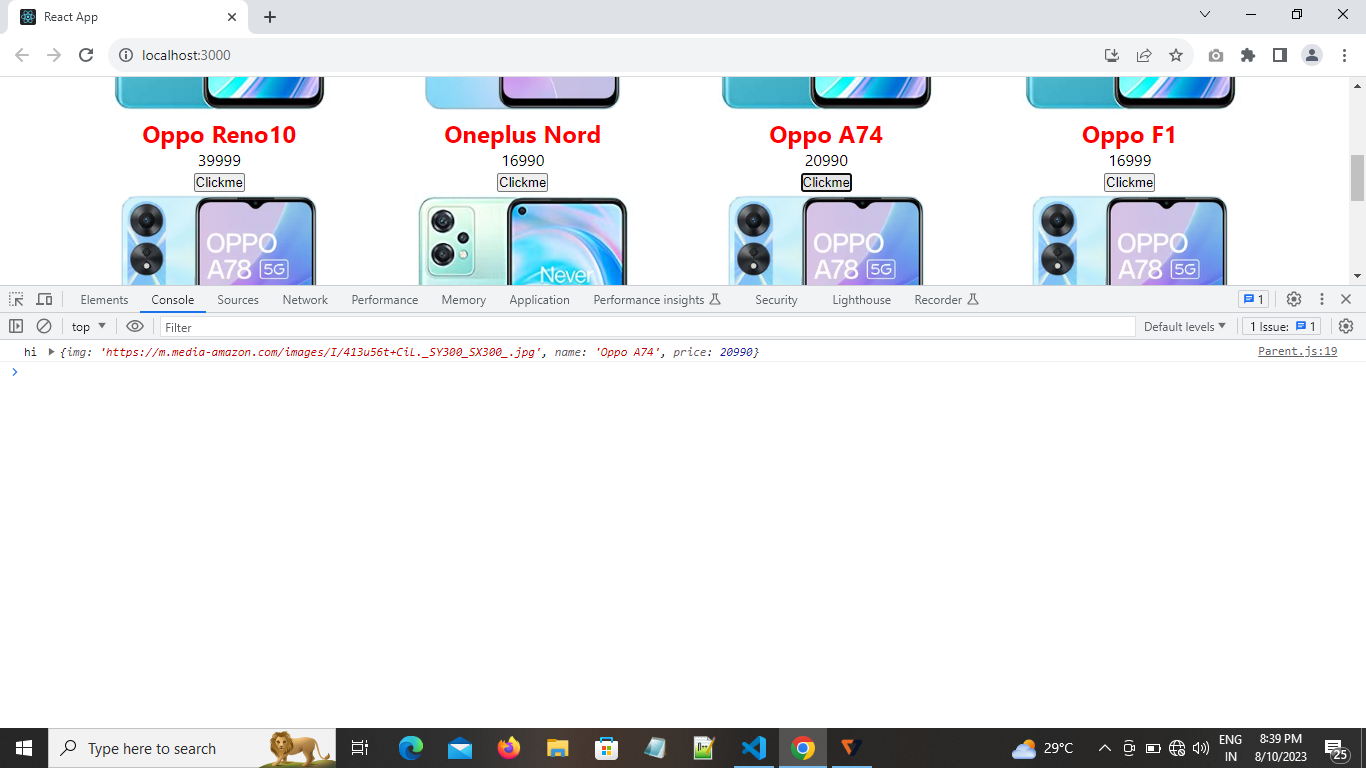 React App
localhost:3000
Oppo Reno10
Oneplus Nord
Oppo A74
Oppo F1
39999
16990
20990
16999
Clickme
Clickme
Clickme
Clickme
OPPO
A78 5G
Never
OPPO
A78 5G
OPPO
A78 5G
Elements Console Sources Network Performance Memory Application Performance insights Security Lighthouse Recorder 1
top Filter Default levels 1 Issue: 1
hi {img: 'https://m.media-amazon.com/images/I/413u56t+CiL._SY300_SX300_.jpg', name: 'Oppo A74', price: 20990} Parent.js:19
Type here to search
29°C
ENG
IN
8:39 PM
8/10/2023
25